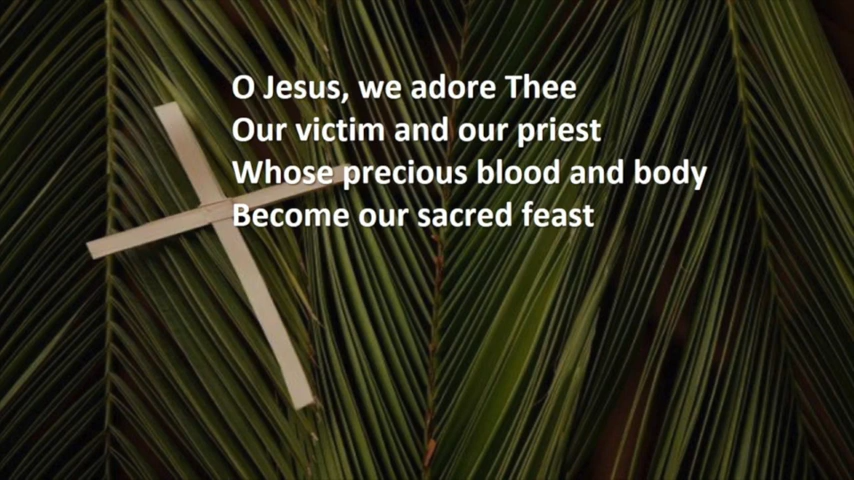 O Jesus, we adore Thee
Our victim and our priest
Whose precious blood and body
Become our sacred feast